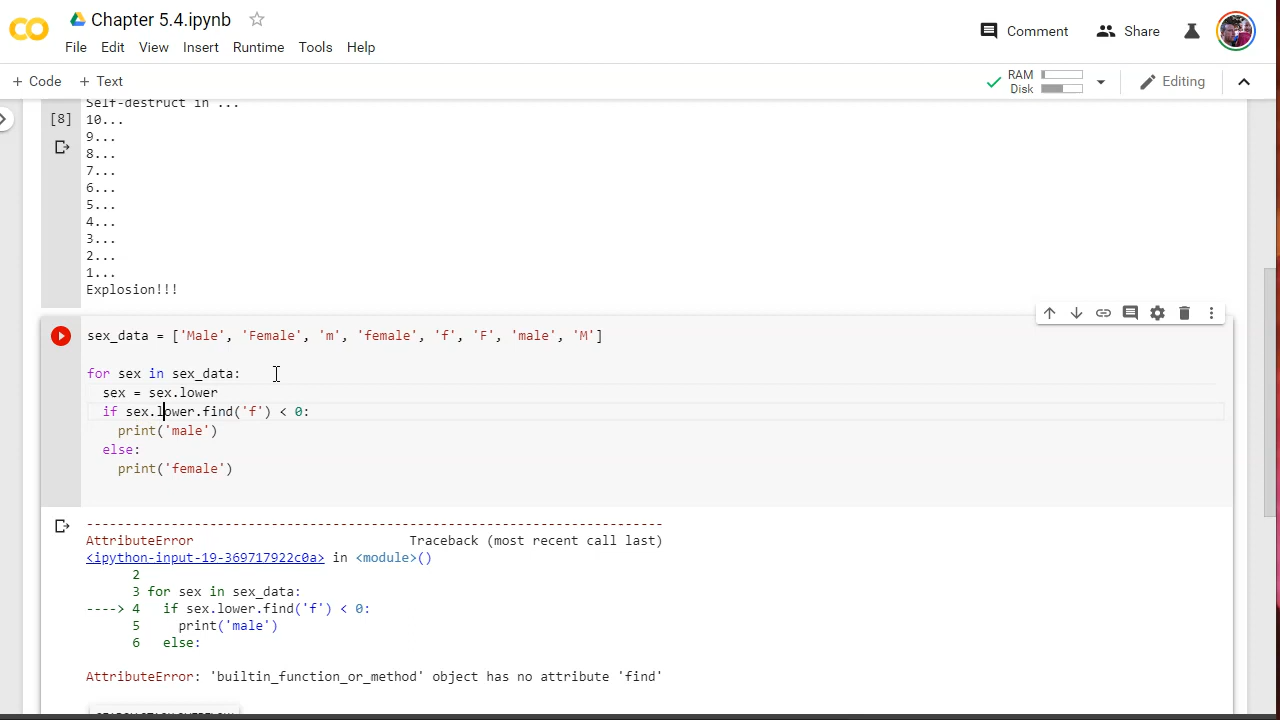 CO Chapter 5.4.ipynb
File Edit View Insert Runtime Tools Help
Comment Share
+ Code + Text
RAM
Disk
Editing
Self-destruct in ...
[8] 10...
9...
8...
7...
6...
5...
4...
3...
2...
1...
Explosion!!!
sex_data = ['Male', 'Female', 'm', 'female', 'f', 'F', 'male', 'M']
for sex in sex_data:
sex = sex.lower
if sex.lower.find('f') < 0:
print('male')
else:
print('female')
---------------------------------------------------------------------------
AttributeError Traceback (most recent call last)
<ipython-input-19-369717922c0a> in <module>()
2
3 for sex in sex_data:
----> 4 if sex.lower.find('f') < 0:
5 print('male')
6 else:
AttributeError: 'builtin_function_or_method' object has no attribute 'find'